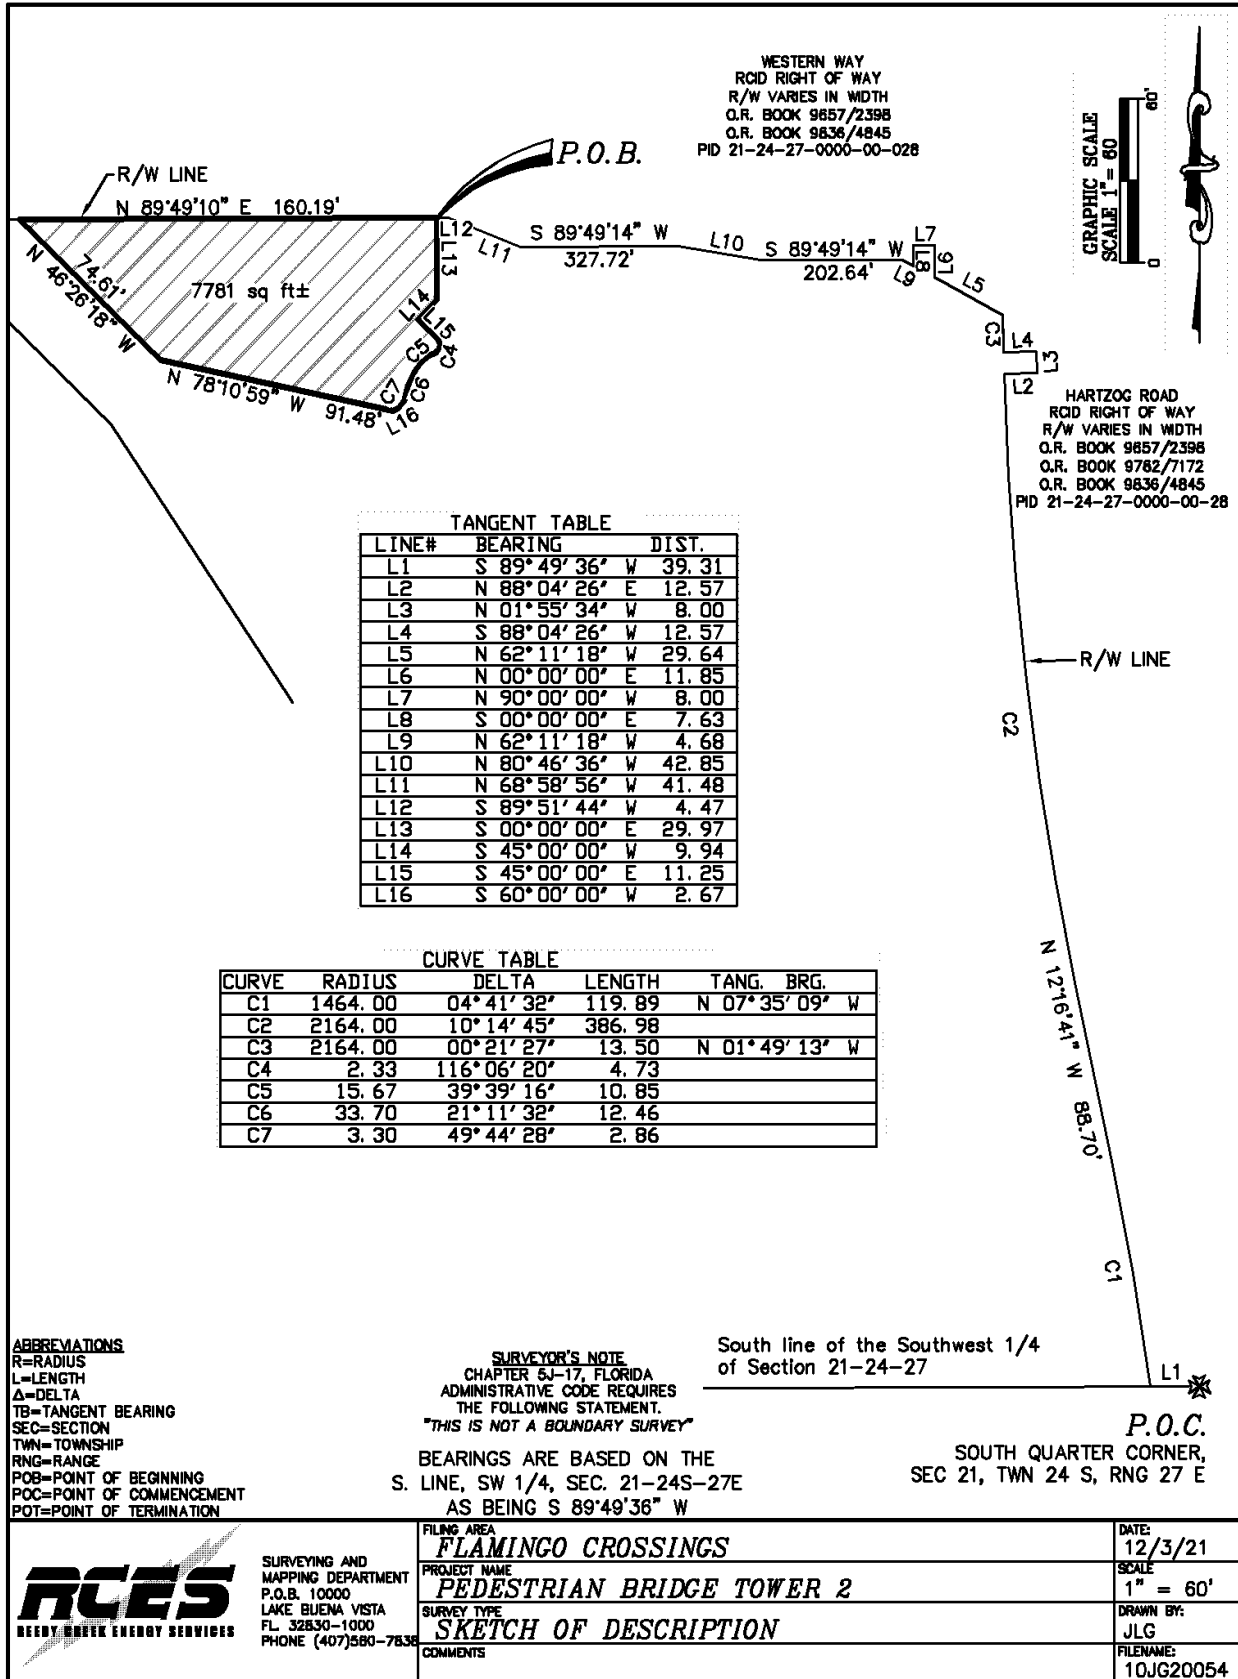 WESTERN WAY
RCID RIGHT OF WAY
R/W VARIES IN WIDTH
O.R. BOOK 9657/2398
O.R. BOOK 9836/4845
PID 21-24-27-0000-00-028
GRAPHIC SCALE
SCALE 1" = 60
60'
0
P.O.B.
R/W LINE
N 89°49'10" E 160.19'
L12
L11
L13
S 89°49'14" W
327.72'
L10
S 89°49'14" W
202.64'
L7
L8
L9
L6
L5
N 46°26'18" W
74.61'
7781 sq ft±
L14
L15
C4
C5
C6
C7
L16
N 78°10'59" W 91.48'
C3
L4
L3
L2
HARTZOG ROAD
RCID RIGHT OF WAY
R/W VARIES IN WIDTH
O.R. BOOK 9657/2398
O.R. BOOK 9782/7172
O.R. BOOK 9836/4845
PID 21-24-27-0000-00-28
TANGENT TABLE
LINE# BEARING DIST.
L1 S 89°49'36" W 39.31
L2 N 88°04'26" E 12.57
L3 N 01°55'34" W 8.00
L4 S 88°04'26" W 12.57
L5 N 62°11'18" W 29.64
L6 N 00°00'00" E 11.85
L7 N 90°00'00" W 8.00
L8 S 00°00'00" E 7.63
L9 N 62°11'18" W 4.68
L10 N 80°46'36" W 42.85
L11 N 68°58'56" W 41.48
L12 S 89°51'44" W 4.47
L13 S 00°00'00" E 29.97
L14 S 45°00'00" W 9.94
L15 S 45°00'00" E 11.25
L16 S 60°00'00" W 2.67
R/W LINE
C2
CURVE TABLE
CURVE RADIUS DELTA LENGTH TANG. BRG.
C1 1464.00 04°41'32" 119.89 N 07°35'09" W
C2 2164.00 10°14'45" 386.98
C3 2164.00 00°21'27" 13.50 N 01°49'13" W
C4 2.33 116°06'20" 4.73
C5 15.67 39°39'16" 10.85
C6 33.70 21°11'32" 12.46
C7 3.30 49°44'28" 2.86
N 12°16'41" W 88.70'
C1
ABBREVIATIONS
R=RADIUS
L=LENGTH
Δ=DELTA
TB=TANGENT BEARING
SEC=SECTION
TWN=TOWNSHIP
RNG=RANGE
POB=POINT OF BEGINNING
POC=POINT OF COMMENCEMENT
POT=POINT OF TERMINATION
SURVEYOR'S NOTE
CHAPTER 5J-17, FLORIDA
ADMINISTRATIVE CODE REQUIRES
THE FOLLOWING STATEMENT.
"THIS IS NOT A BOUNDARY SURVEY"
BEARINGS ARE BASED ON THE
S. LINE, SW 1/4, SEC. 21-24S-27E
AS BEING S 89°49'36" W
South line of the Southwest 1/4
of Section 21-24-27
L1
P.O.C.
SOUTH QUARTER CORNER,
SEC 21, TWN 24 S, RNG 27 E
RCES
REEDY CREEK ENERGY SERVICES
SURVEYING AND
MAPPING DEPARTMENT
P.O.B. 10000
LAKE BUENA VISTA
FL. 32830-1000
PHONE (407)560-7838
FILING AREA
FLAMINGO CROSSINGS
PROJECT NAME
PEDESTRIAN BRIDGE TOWER 2
SURVEY TYPE
SKETCH OF DESCRIPTION
COMMENTS
DATE:
12/3/21
SCALE
1" = 60'
DRAWN BY:
JLG
FILENAME:
10JG20054